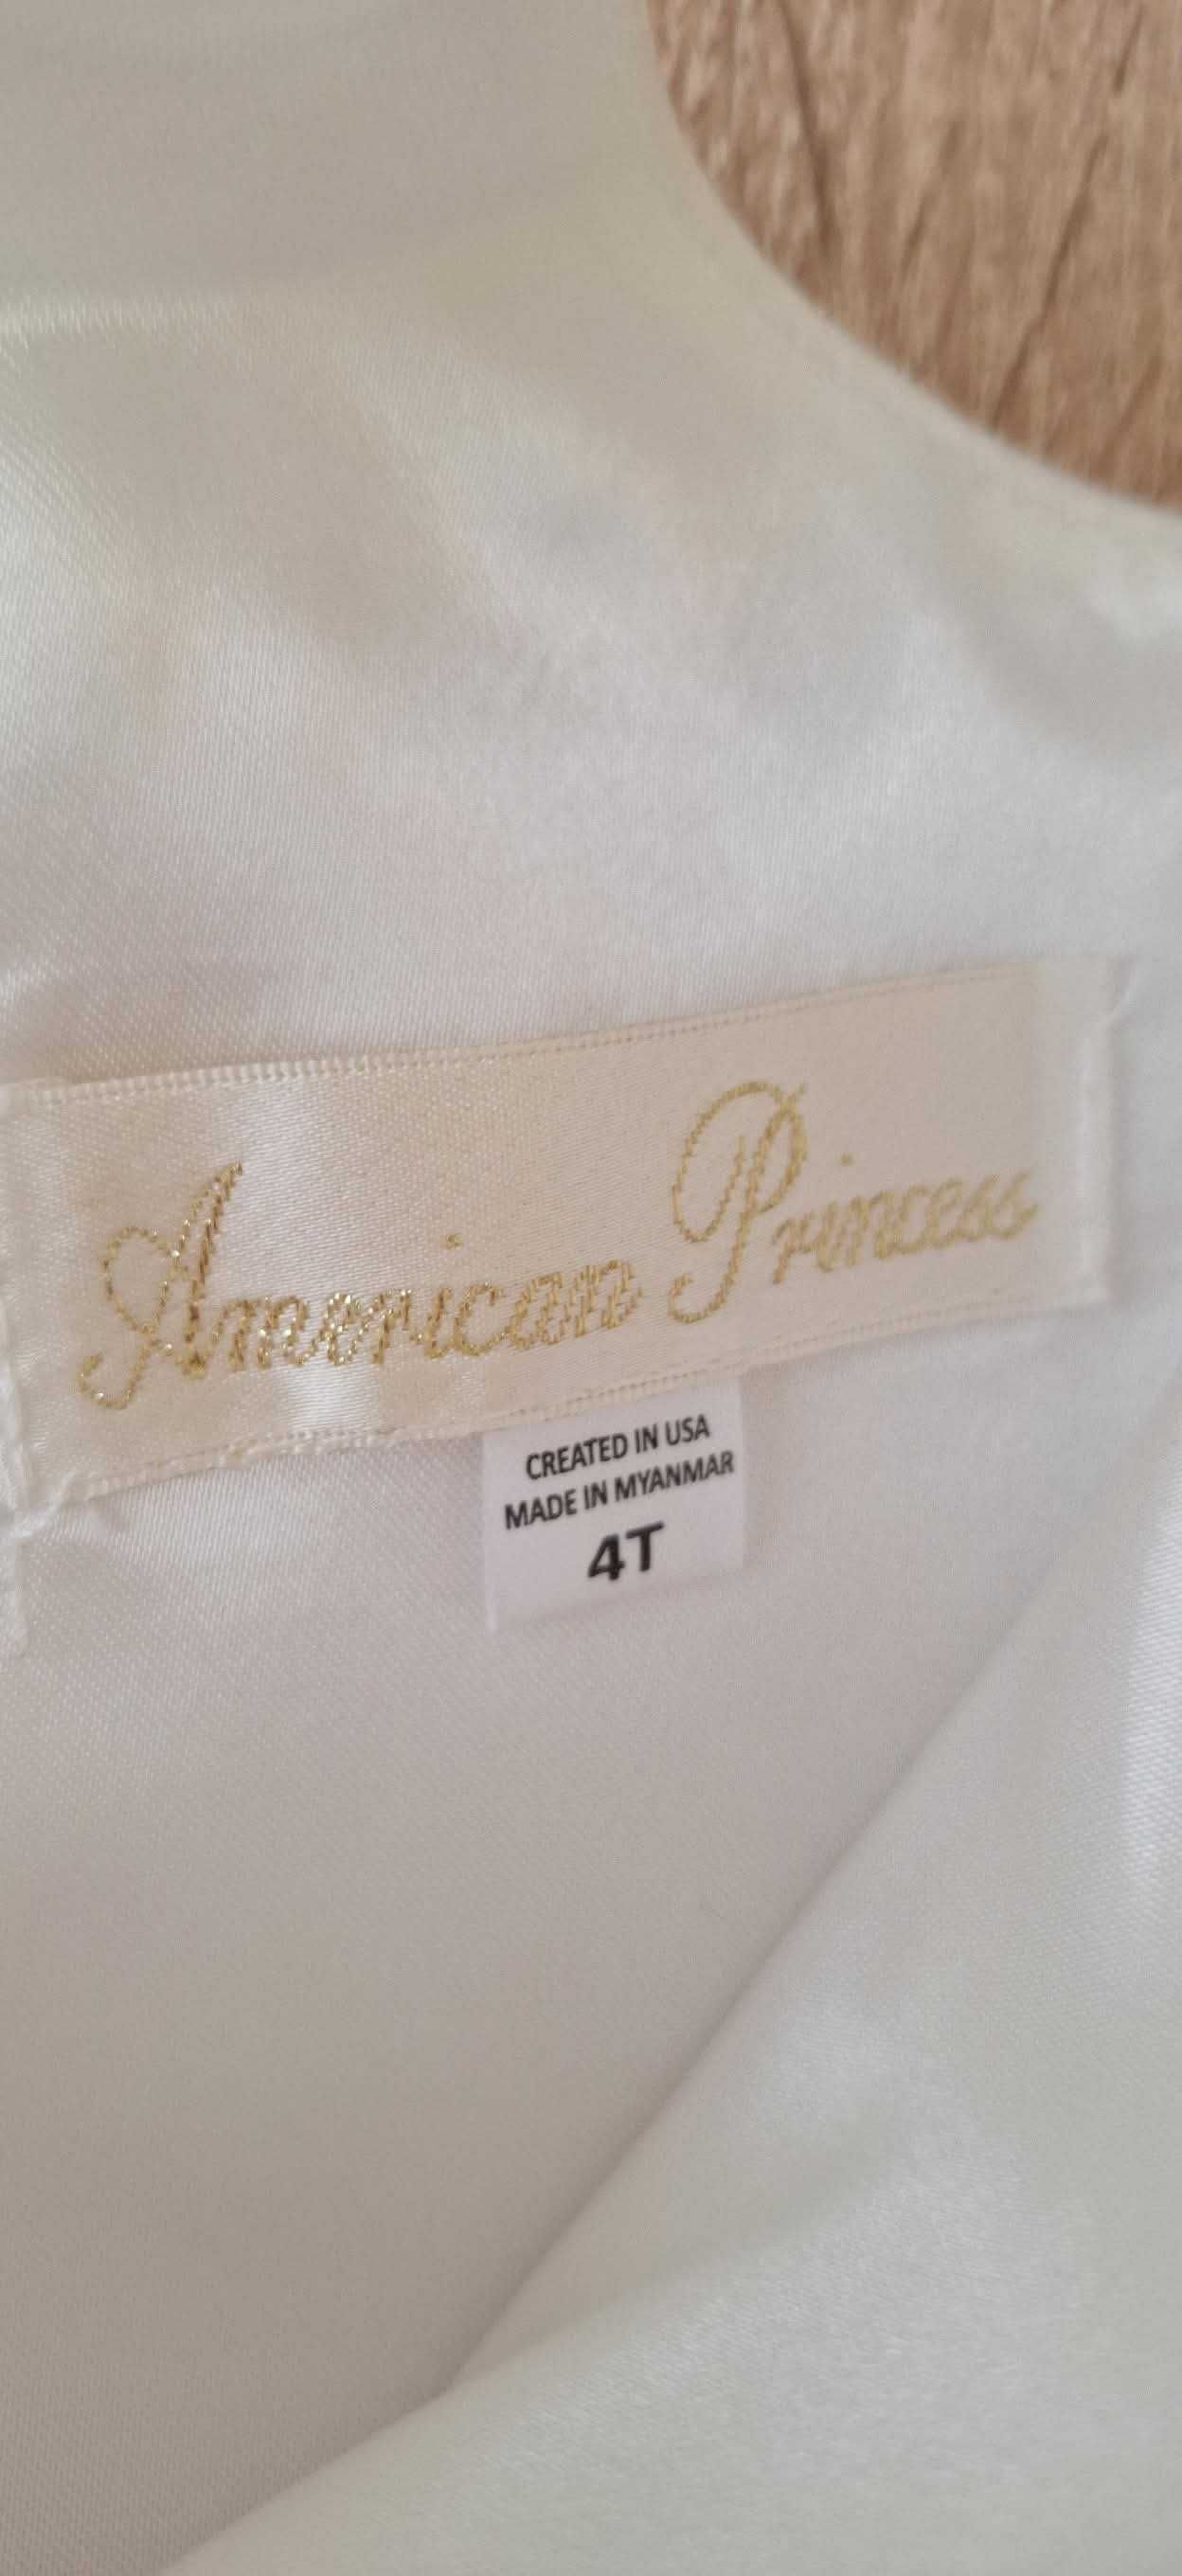 American Princess
CREATED IN USA
MADE IN MYANMAR
4T